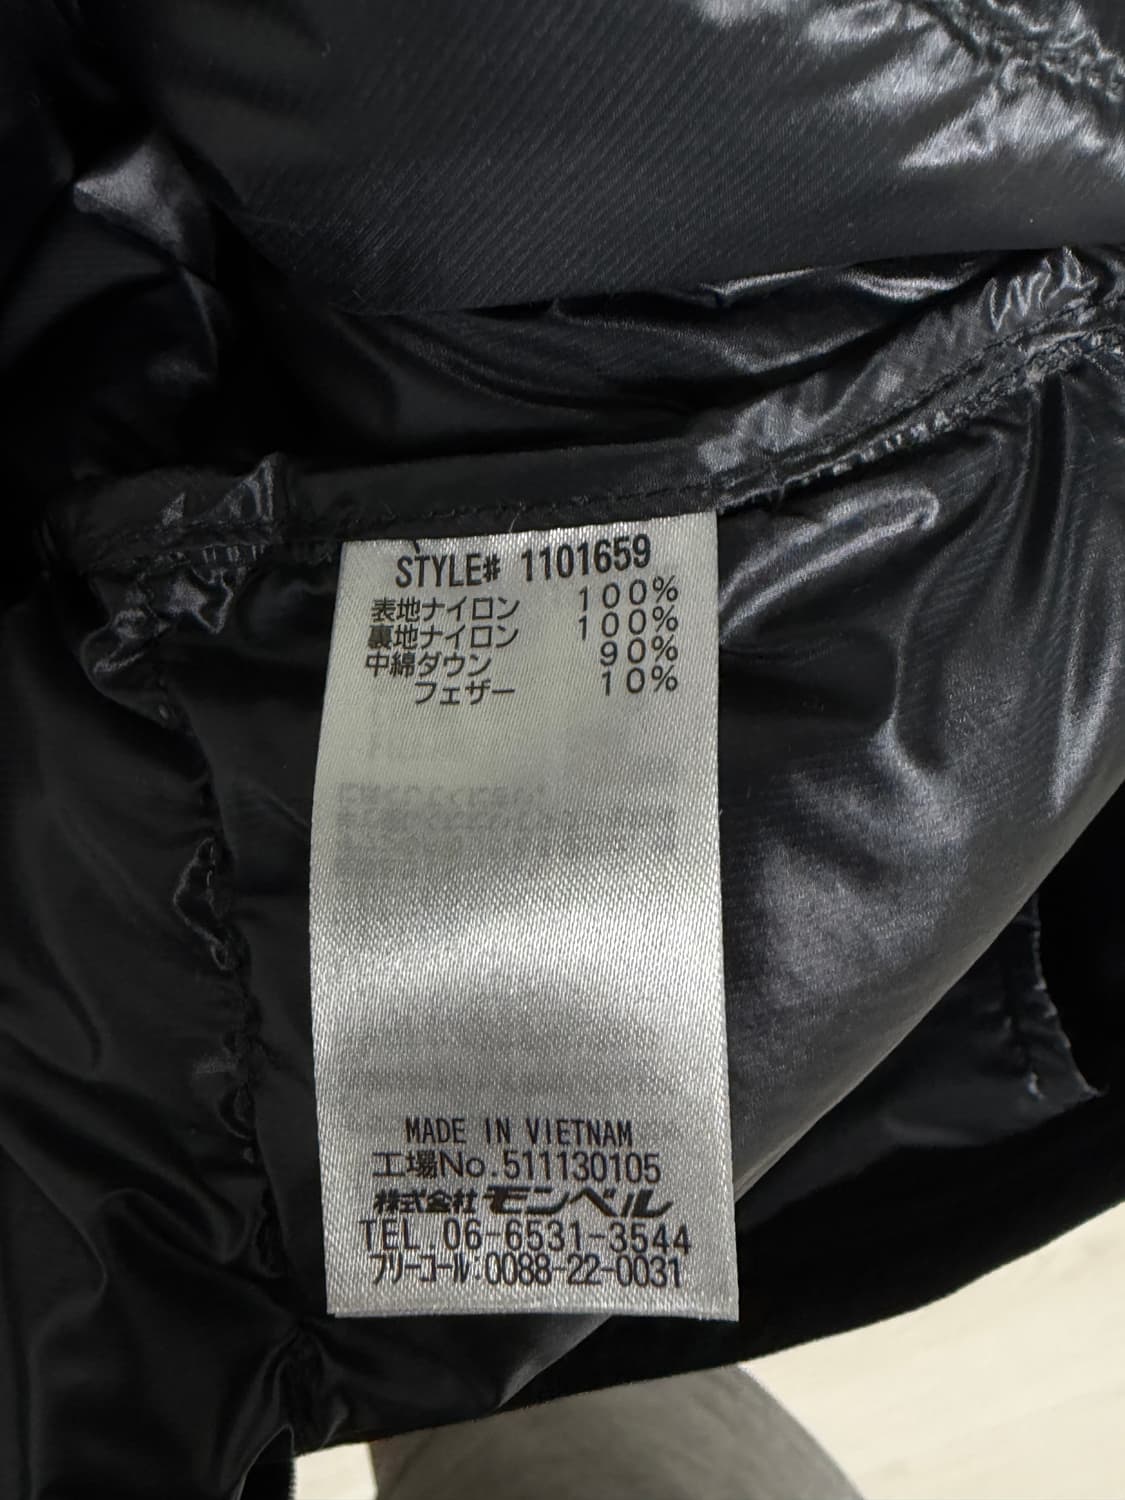 STYLE# 1101659
表地ナイロン 100%
裏地ナイロン 100%
中綿ダウン 90%
フェザー 10%
MADE IN VIETNAM
工場No.511130105
株式会社モンベル
TEL 06-6531-3544
フリーコール:0088-22-0031